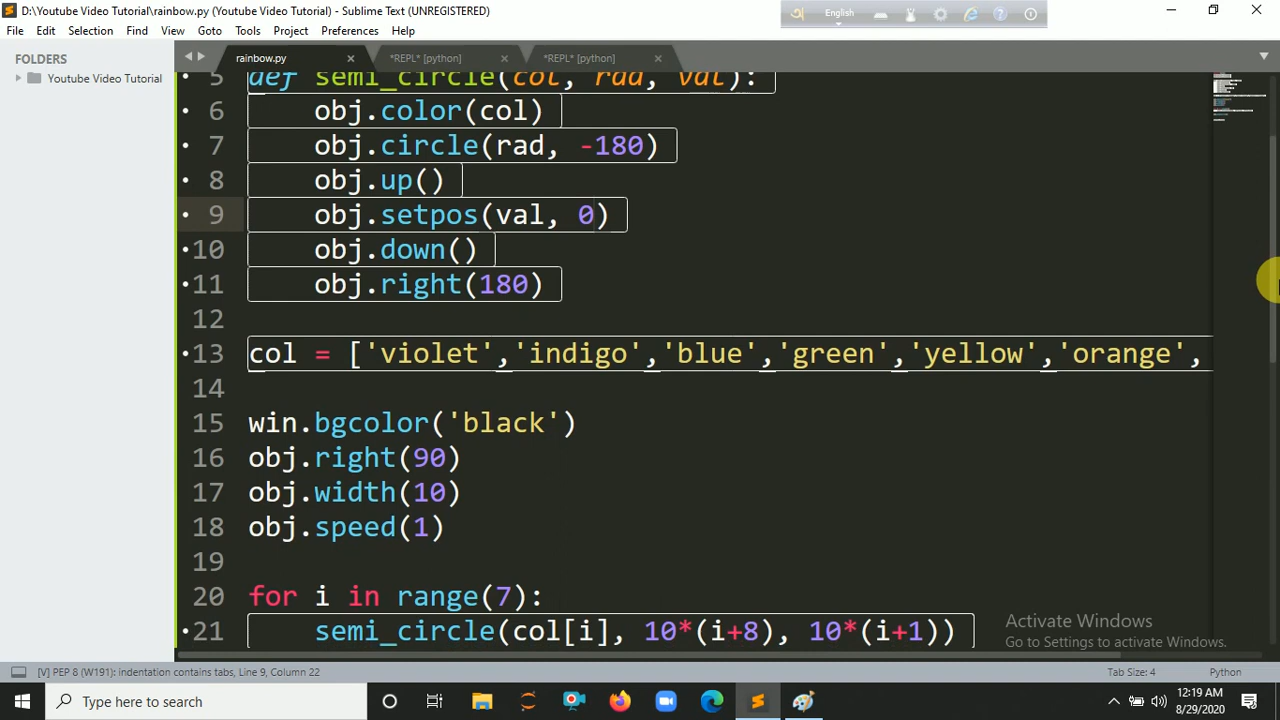 D:\Youtube Video Tutorial\rainbow.py (Youtube Video Tutorial) - Sublime Text (UNREGISTERED)
English
File Edit Selection Find View Goto Tools Project Preferences Help
FOLDERS
Youtube Video Tutorial
rainbow.py *REPL* [python] *REPL* [python]
5 def semi_circle(col, rad, val):
6 obj.color(col)
7 obj.circle(rad, -180)
8 obj.up()
9 obj.setpos(val, 0)
10 obj.down()
11 obj.right(180)
12
13 col = ['violet','indigo','blue','green','yellow','orange',
14
15 win.bgcolor('black')
16 obj.right(90)
17 obj.width(10)
18 obj.speed(1)
19
20 for i in range(7):
21 semi_circle(col[i], 10*(i+8), 10*(i+1))
Activate Windows
Go to Settings to activate Windows.
[V] PEP 8 (W191): indentation contains tabs, Line 9, Column 22 Tab Size: 4 Python
Type here to search
12:19 AM
8/29/2020